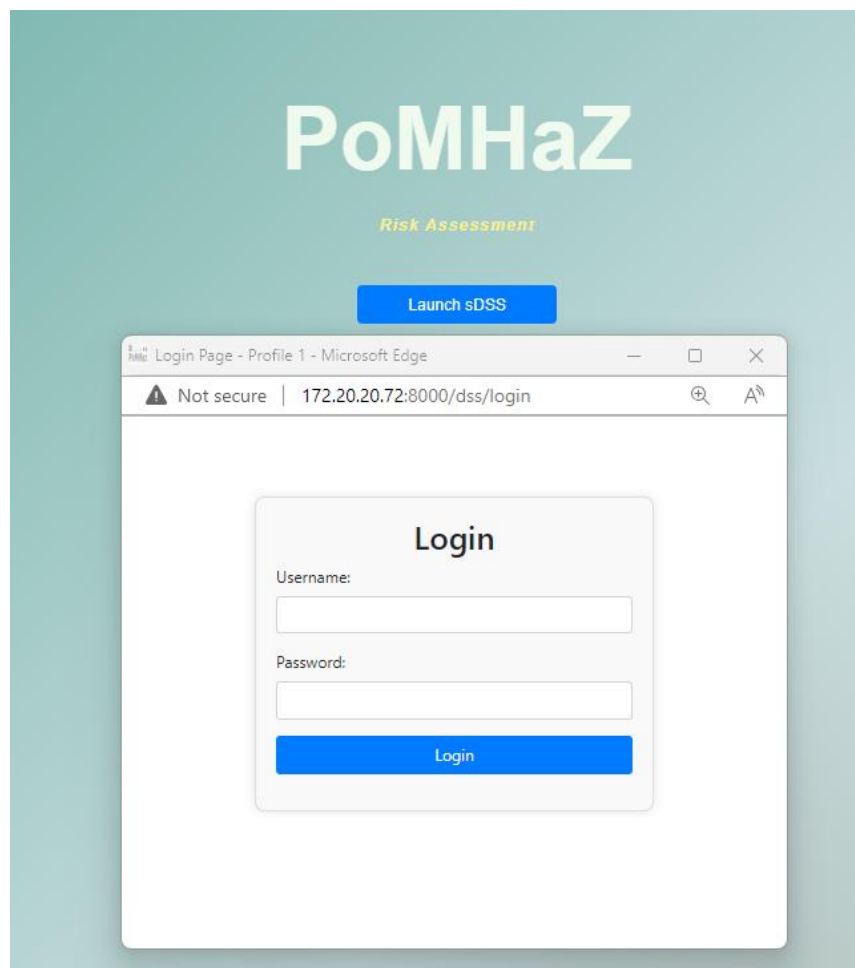 PoMHaZ
Risk Assessment
Launch sDSS
Login Page - Profile 1 - Microsoft Edge
Not secure | 172.20.20.72:8000/dss/login
Login
Username:
Password:
Login